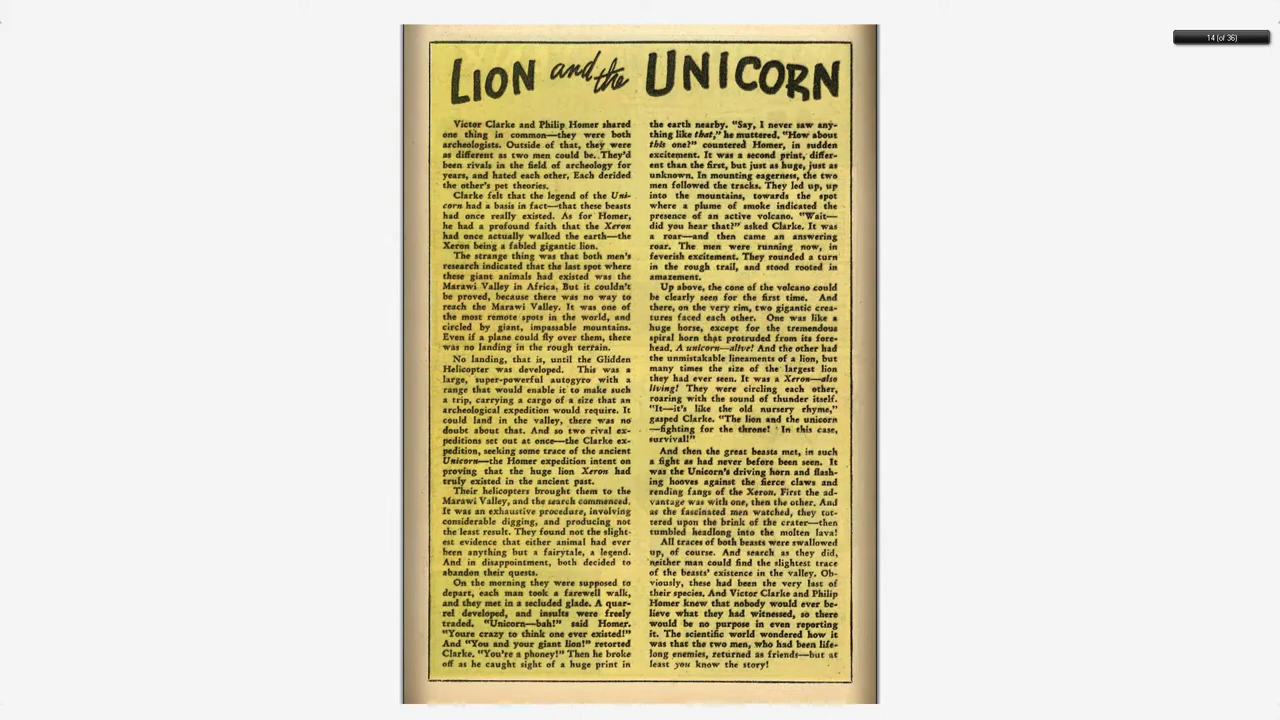 14 (of 36)
LION and the UNICORN
Victor Clarke and Philip Homer shared
one thing in common—they were both
archeologists. Outside of that, they were
as different as two men could be. They'd
been rivals in the field of archeology for
years, and hated each other. Each derided
the other's pet theories.
Clarke felt that the legend of the Uni-
corn had a basis in fact—that these beasts
had once really existed. As for Homer,
he had a profound faith that the Xeron
had once actually walked the earth—the
Xeron being a fabled gigantic lion.
The strange thing was that both men's
research indicated that the last spot where
these giant animals had existed was the
Marawi Valley in Africa. But it couldn't
be proved, because there was no way to
reach the Marawi Valley. It was one of
the most remote spots in the world, and
circled by giant, impassable mountains.
Even if a plane could fly over them, there
was no landing in the rough terrain.
No landing, that is, until the Glidden
Helicopter was developed. This was a
large, super-powerful autogyro with a
range that would enable it to make such
a trip, carrying a cargo of a size that an
archeological expedition would require. It
could land in the valley, there was no
doubt about that. And so two rival ex-
peditions set out at once—the Clarke ex-
pedition, seeking some trace of the ancient
Unicorn—the Homer expedition intent on
proving that the huge lion Xeron had
truly existed in the ancient past.
Their helicopters brought them to the
Marawi Valley, and the search commenced.
It was an exhaustive procedure, involving
considerable digging, and producing not
the least result. They found not the slight-
est evidence that either animal had ever
been anything but a fairytale, a legend.
And in disappointment, both decided to
abandon their quests.
On the morning they were supposed to
depart, each man took a farewell walk,
and they met in a secluded glade. A quar-
rel developed, and insults were freely
traded. "Unicorn—bah!" said Homer.
"Youre crazy to think one ever existed!"
And "You and your giant lion!" retorted
Clarke. "You're a phoney!" Then he broke
off as he caught sight of a huge print in
the earth nearby. "Say, I never saw any-
thing like that," he muttered. "How about
this one?" countered Homer, in sudden
excitement. It was a second print, differ-
ent than the first, but just as huge, just as
unknown. In mounting eagerness, the two
men followed the tracks. They led up, up
into the mountains, towards the spot
where a plume of smoke indicated the
presence of an active volcano. "Wait—
did you hear that?" asked Clarke. It was
a roar—and then came an answering
roar. The men were running now, in
feverish excitement. They rounded a turn
in the rough trail, and stood rooted in
amazement.
Up above, the cone of the volcano could
be clearly seen for the first time. And
there, on the very rim, two gigantic crea-
tures faced each other. One was like a
huge horse, except for the tremendous
spiral horn that protruded from its fore-
head. A unicorn—alive! And the other had
the unmistakable lineaments of a lion, but
many times the size of the largest lion
they had ever seen. It was a Xeron—also
living! They were circling each other,
roaring with the sound of thunder itself.
"It—it's like the old nursery rhyme,"
gasped Clarke. "The lion and the unicorn
—fighting for the throne! In this case,
survival!"
And then the great beasts met, in such
a fight as had never before been seen. It
was the Unicorn's driving horn and flash-
ing hooves against the fierce claws and
rending fangs of the Xeron. First the ad-
vantage was with one, then the other. And
as the fascinated men watched, they tot-
tered upon the brink of the crater—then
tumbled headlong into the molten lava!
All traces of both beasts were swallowed
up, of course. And search as they did,
neither man could find the slightest trace
of the beasts' existence in the valley. Ob-
viously, these had been the very last of
their species. And Victor Clarke and Philip
Homer knew that nobody would ever be-
lieve what they had witnessed, so there
would be no purpose in even reporting
it. The scientific world wondered how it
was that the two men, who had been life-
long enemies, returned as friends—but at
least you know the story!